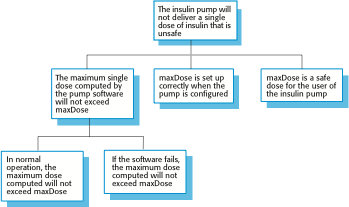 The insulin pump will
not deliver a single
dose of insulin that is
unsafe
The maximum single
dose computed by
the pump software
will not exceed
maxDose
maxDose is set up
correctly when the
pump is configured
maxDose is a safe
dose for the user of
the insulin pump
In normal
operation, the
maximum dose
computed will not
exceed maxDose
If the software fails,
the maximum dose
computed will not
exceed maxDose